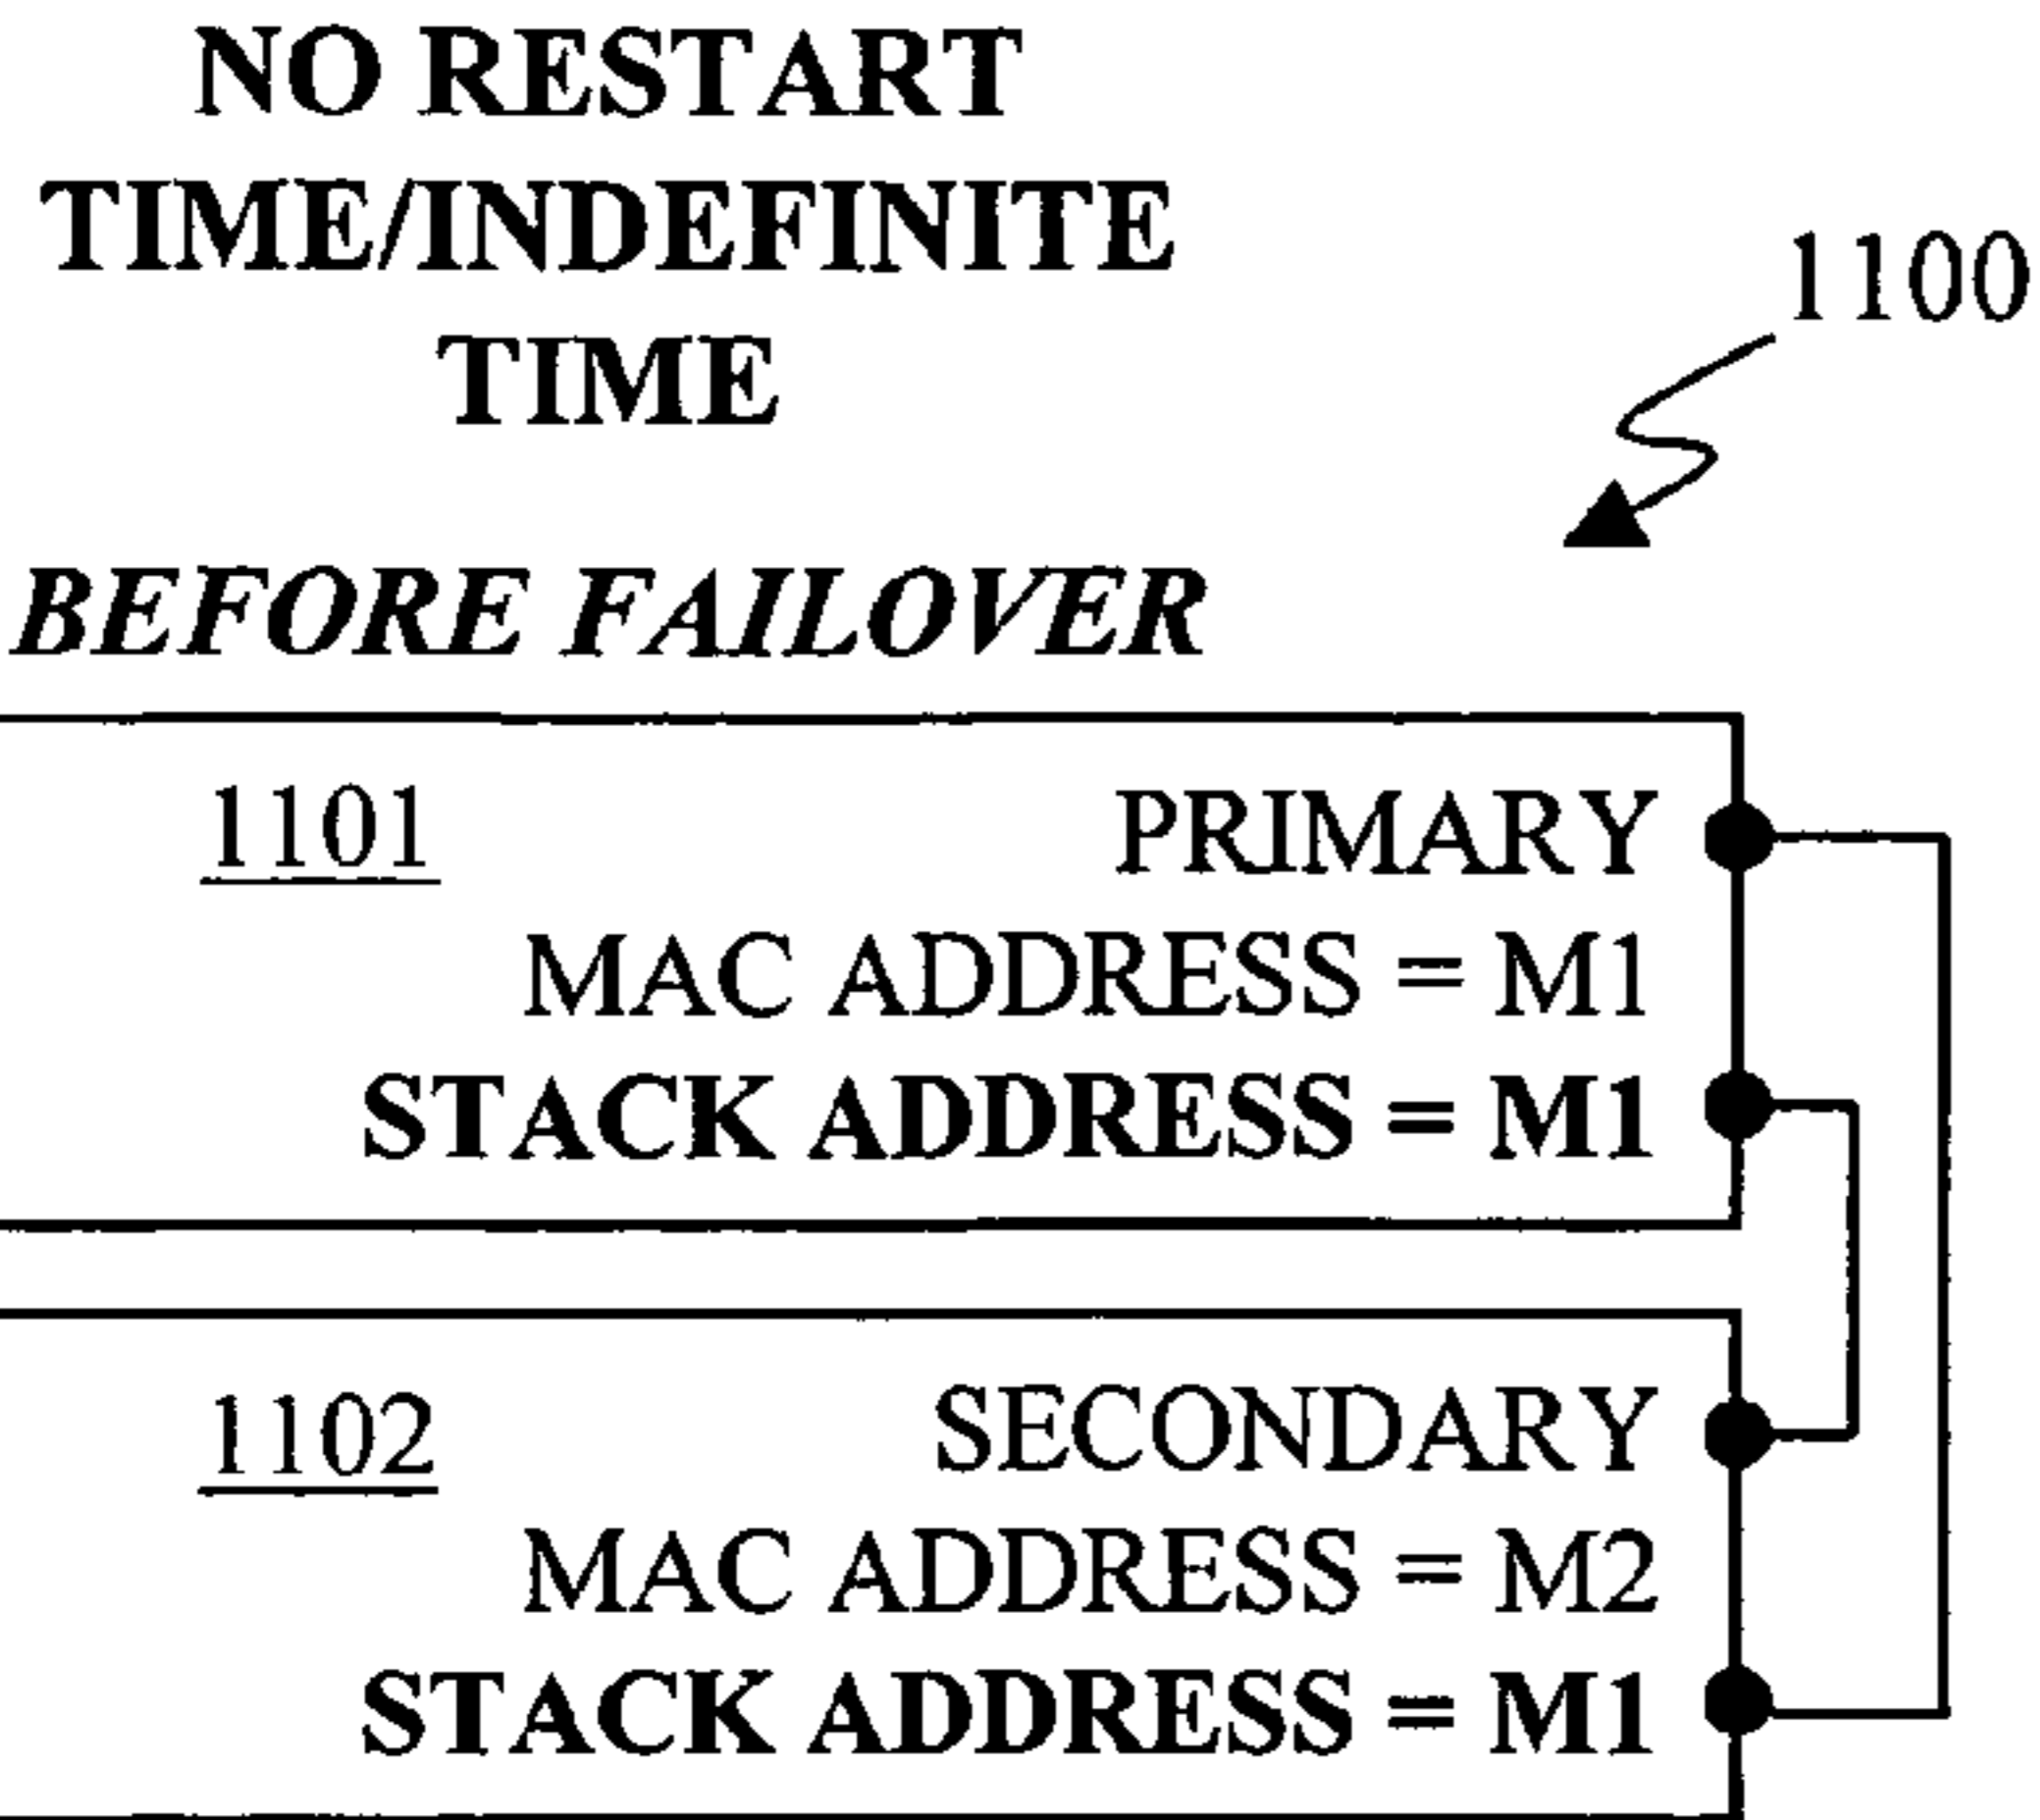 NO RESTART
TIME/INDEFINITE
TIME
1100
BEFORE FAILOVER
1101 PRIMARY
MAC ADDRESS = M1
STACK ADDRESS = M1
1102 SECONDARY
MAC ADDRESS = M2
STACK ADDRESS = M1